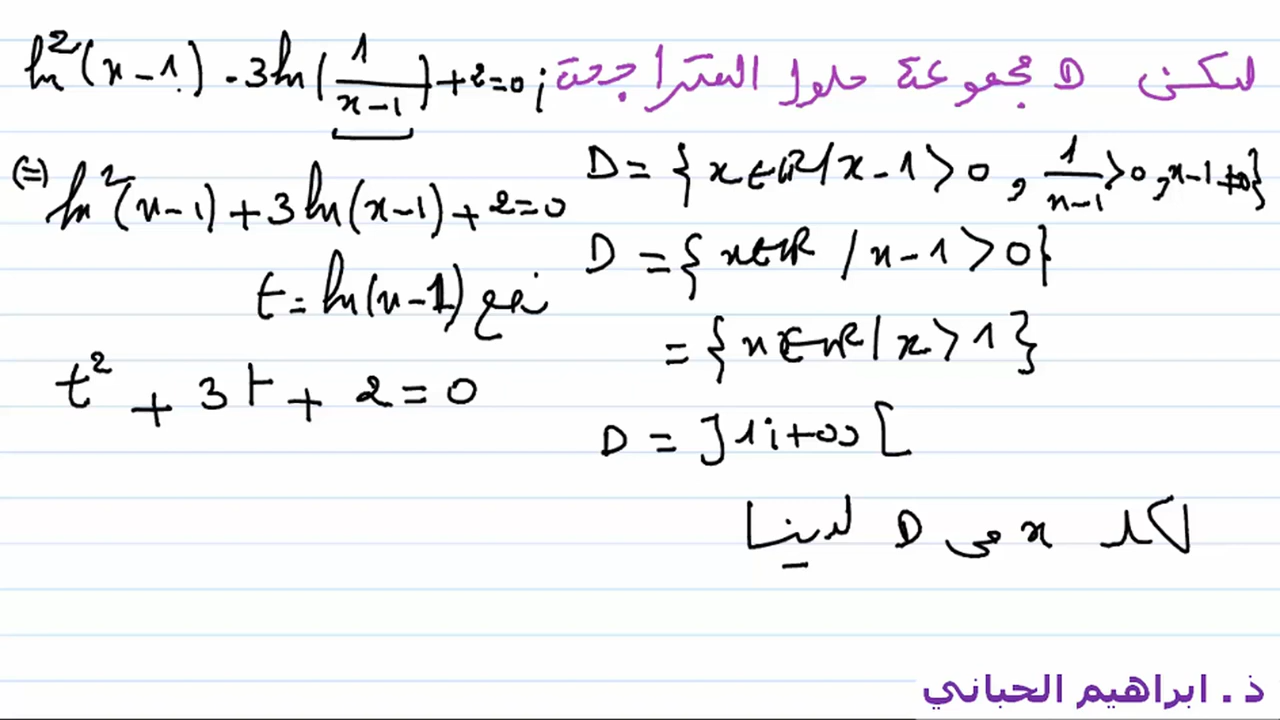 ln²(x-1) - 3ln(1/(x-1)) + 2=0 ; لتكن D مجموعة حلول المتراجحة
(=) ln²(x-1) + 3ln(x-1) + 2=0
نضع t = ln(x-1)
t² + 3t + 2 = 0
D = {x∈ℝ / x-1 > 0 , 1/(x-1) > 0 , x-1≠0}
D = {x∈ℝ / x-1 > 0}
= {x∈ℝ / x > 1}
D = ]1;+∞[
لكل x من D لدينا
ذ . ابراهيم الحباني